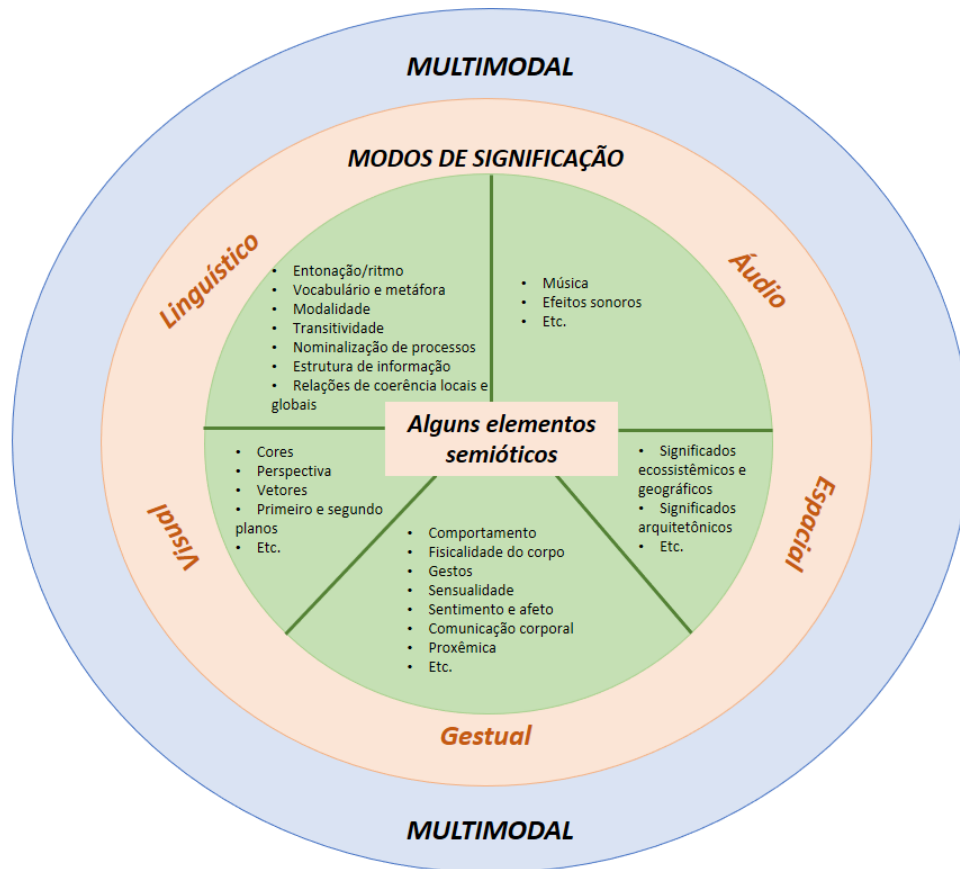 MULTIMODAL
MODOS DE SIGNIFICAÇÃO
Linguístico
• Entonação/ritmo
• Vocabulário e metáfora
• Modalidade
• Transitividade
• Nominalização de processos
• Estrutura de informação
• Relações de coerência locais e
globais
Áudio
• Música
• Efeitos sonoros
• Etc.
Alguns elementos
semióticos
Visual
• Cores
• Perspectiva
• Vetores
• Primeiro e segundo
planos
• Etc.
• Comportamento
• Fisicalidade do corpo
• Gestos
• Sensualidade
• Sentimento e afeto
• Comunicação corporal
• Proxêmica
• Etc.
Gestual
• Significados
ecossistêmicos e
geográficos
• Significados
arquitetônicos
• Etc.
Espacial
MULTIMODAL